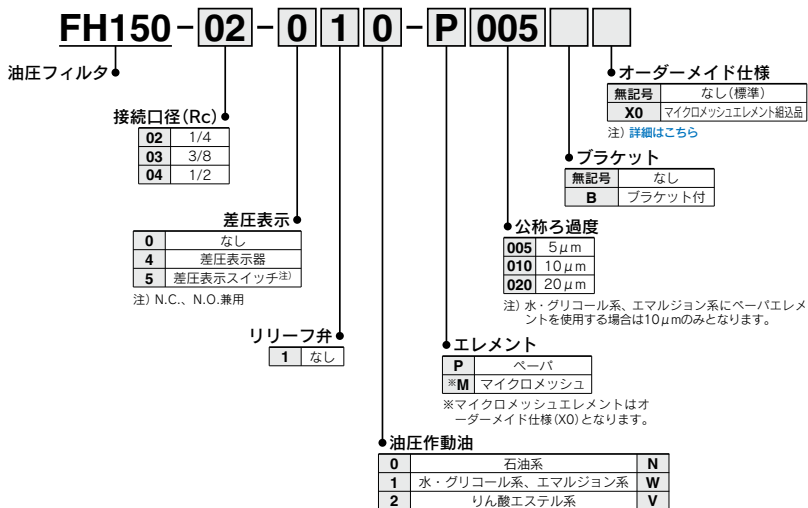 FH150-02-010-P005
油圧フィルタ
オーダーメイド仕様
無記号 なし(標準)
X0 マイクロメッシュエレメント組込品
注) 詳細はこちら
接続口径(Rc)
02 1/4
03 3/8
04 1/2
ブラケット
無記号 なし
B ブラケット付
差圧表示
0 なし
4 差圧表示器
5 差圧表示スイッチ注)
注) N.C.、N.O.兼用
公称ろ過度
005 5μm
010 10μm
020 20μm
注) 水・グリコール系、エマルジョン系にペーパエレメ
ントを使用する場合は10μmのみとなります。
リリーフ弁
1 なし
エレメント
P ペーパ
※M マイクロメッシュ
※マイクロメッシュエレメントはオ
ーダーメイド仕様(X0)となります。
油圧作動油
0 石油系 N
1 水・グリコール系、エマルジョン系 W
2 りん酸エステル系 V